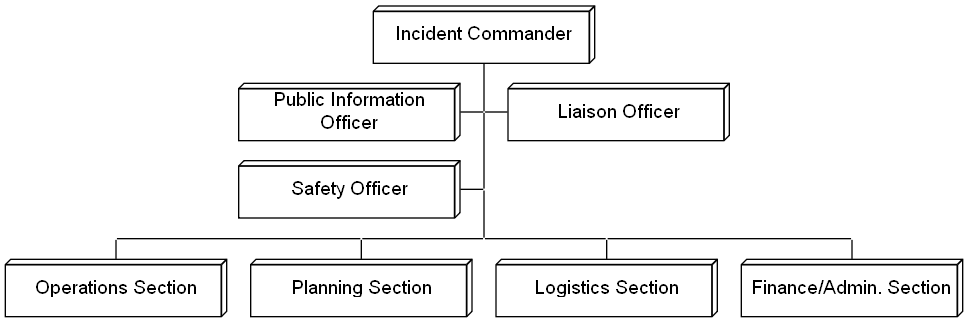 Incident Commander
Public Information
Officer
Liaison Officer
Safety Officer
Operations Section
Planning Section
Logistics Section
Finance/Admin. Section